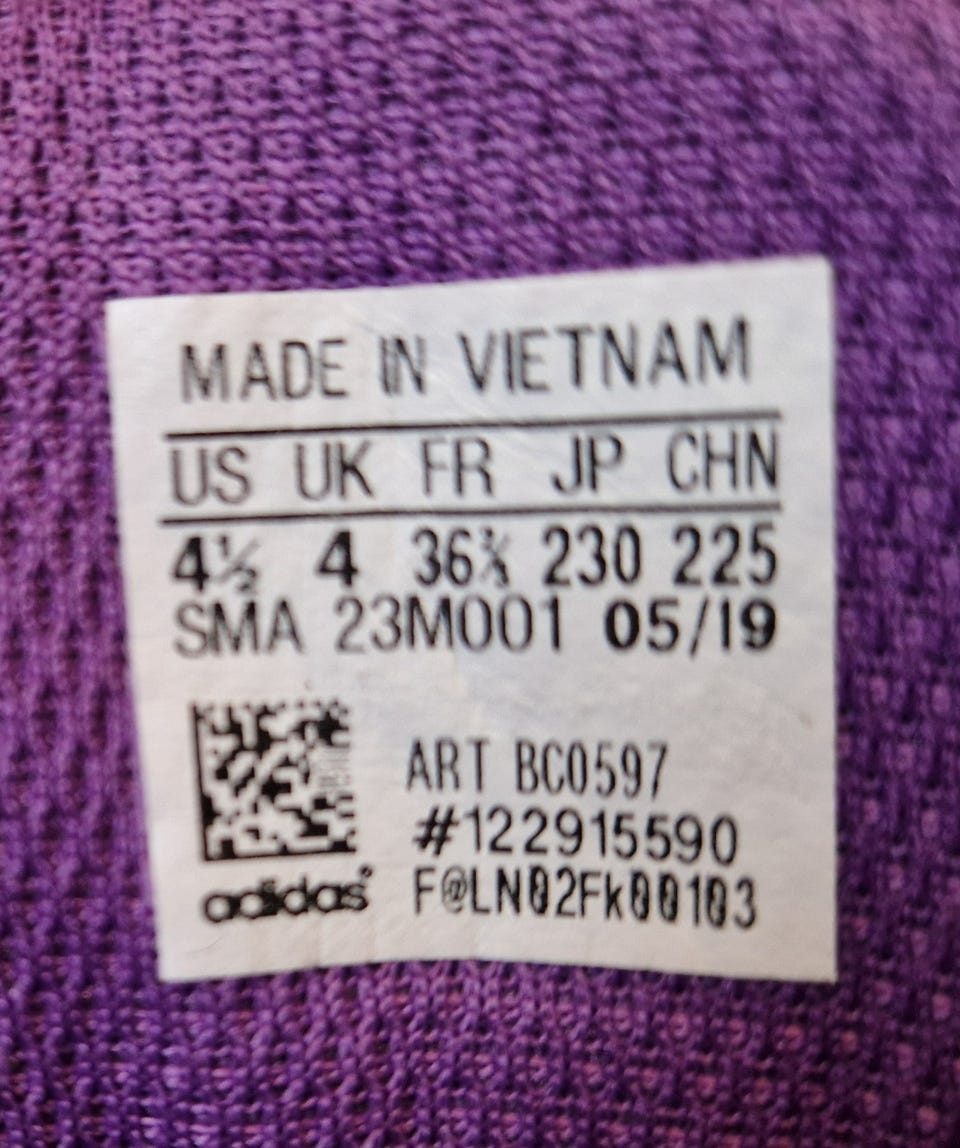 MADE IN VIETNAM
US UK FR JP CHN
4½ 4 36⅔ 230 225
SMA 23M001 05/19
ART BC0597
#122915590
adidas® F@LN02Fk00103